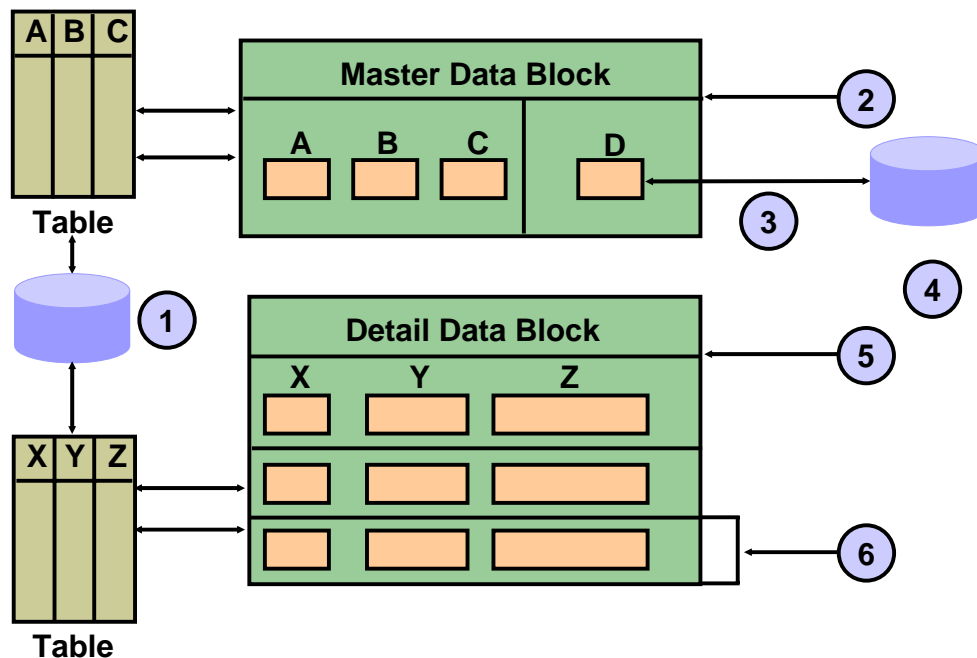 A B C
Table
Master Data Block
A B C D
2
3
4
1
Detail Data Block
X Y Z
5
X Y Z
Table
6